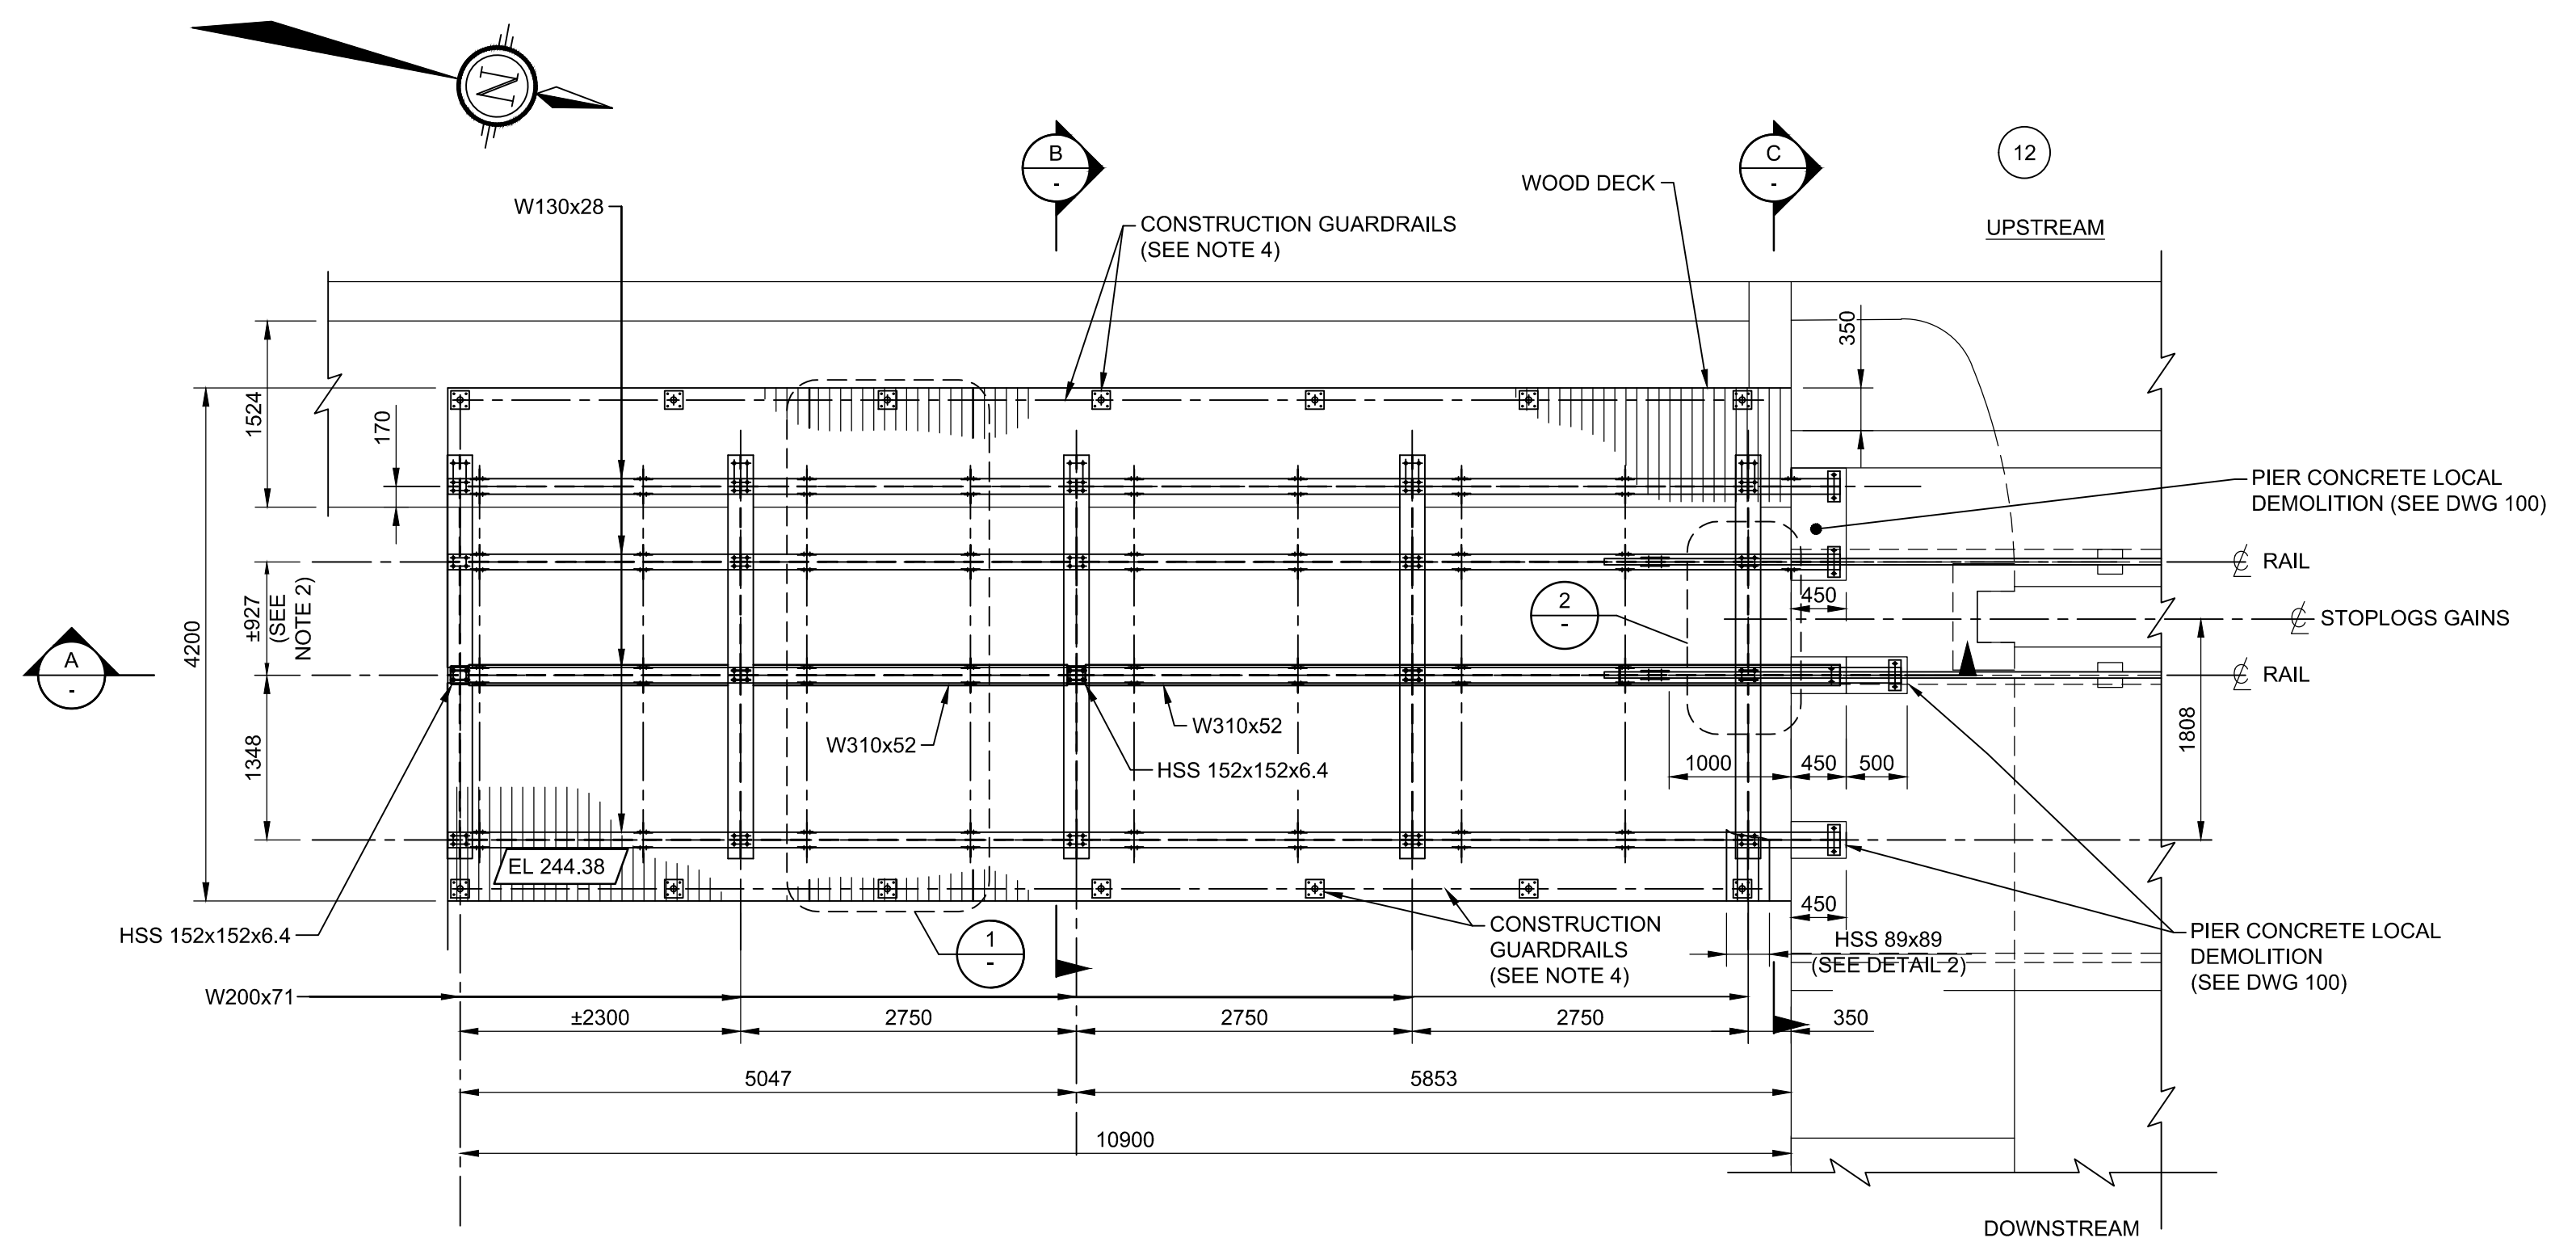 N
B
-
C
-
12
WOOD DECK
W130x28
CONSTRUCTION GUARDRAILS
(SEE NOTE 4)
UPSTREAM
350
1524
170
PIER CONCRETE LOCAL
DEMOLITION (SEE DWG 100)
℄ RAIL
450
2
-
±927
(SEE
NOTE 2)
4200
℄ STOPLOGS GAINS
A
-
℄ RAIL
W310x52
W310x52
HSS 152x152x6.4
1348
1000
450
500
1808
EL 244.38
450
HSS 152x152x6.4
1
-
CONSTRUCTION
GUARDRAILS
(SEE NOTE 4)
HSS 89x89
(SEE DETAIL 2)
PIER CONCRETE LOCAL
DEMOLITION
(SEE DWG 100)
W200x71
±2300
2750
2750
2750
350
5047
5853
10900
DOWNSTREAM